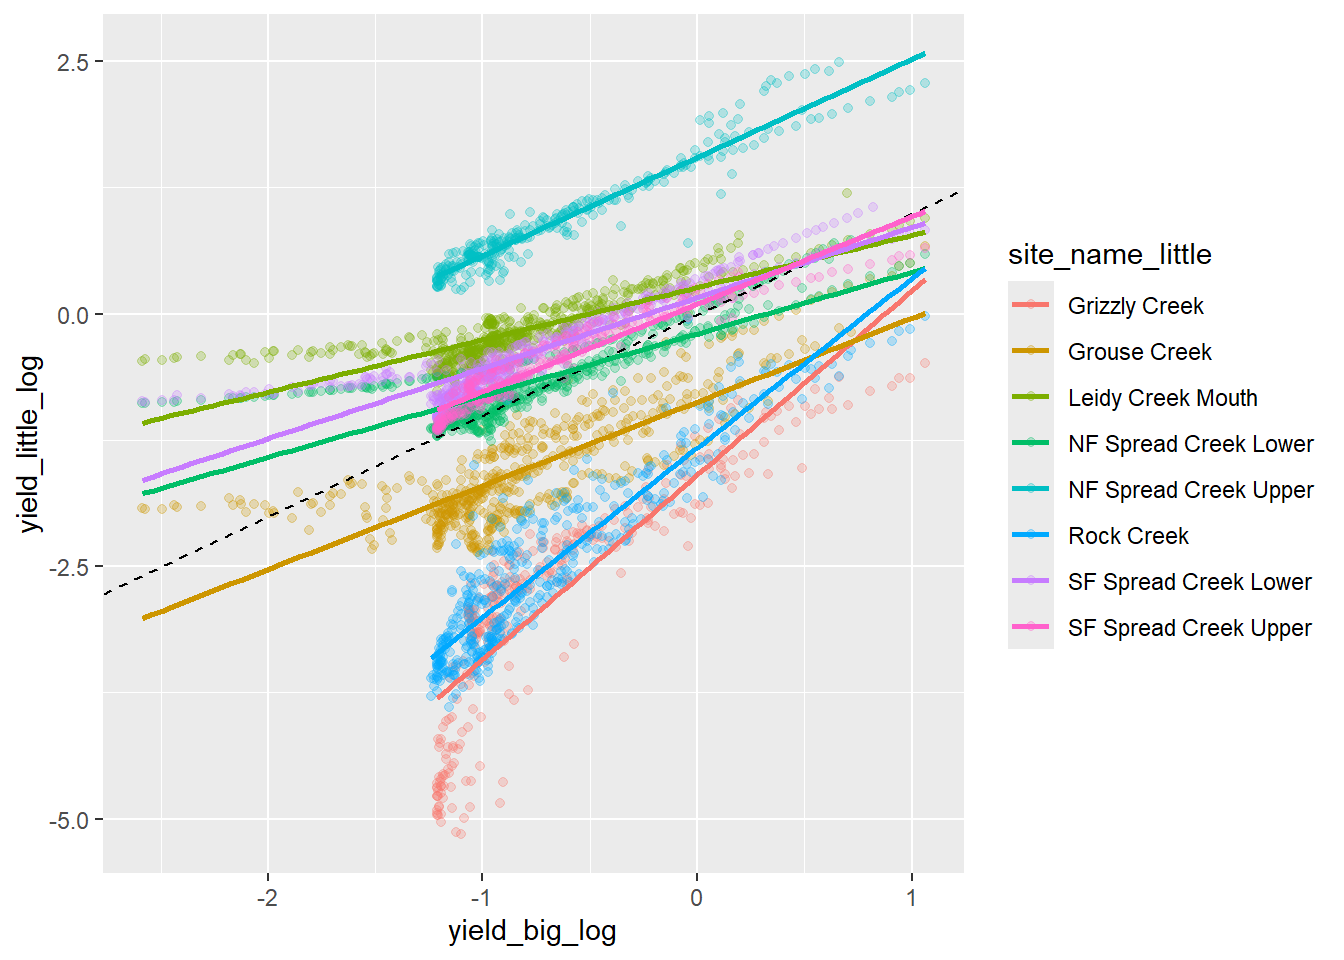 2.5
0.0
-2.5
-5.0
-2
-1
0
1
yield_big_log
yield_little_log
site_name_little
Grizzly Creek
Grouse Creek
Leidy Creek Mouth
NF Spread Creek Lower
NF Spread Creek Upper
Rock Creek
SF Spread Creek Lower
SF Spread Creek Upper